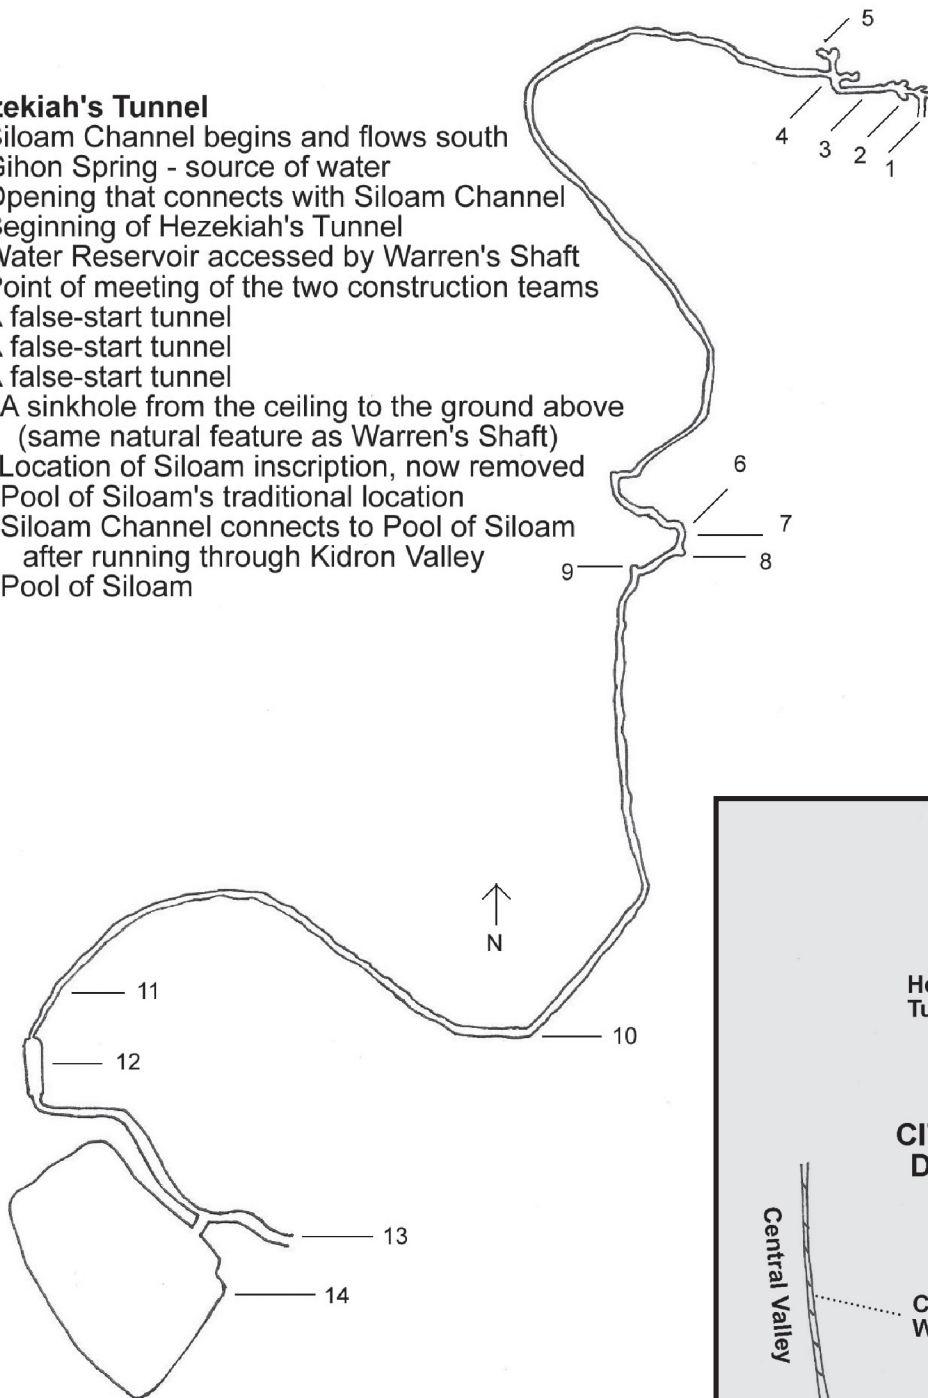 zekiah's Tunnel
Siloam Channel begins and flows south
Gihon Spring - source of water
Opening that connects with Siloam Channel
Beginning of Hezekiah's Tunnel
Water Reservoir accessed by Warren's Shaft
Point of meeting of the two construction teams
A false-start tunnel
A false-start tunnel
A false-start tunnel
A sinkhole from the ceiling to the ground above
(same natural feature as Warren's Shaft)
Location of Siloam inscription, now removed
Pool of Siloam's traditional location
Siloam Channel connects to Pool of Siloam
after running through Kidron Valley
Pool of Siloam
5
4
3
2
1
6
7
8
9
N
10
11
12
13
14
He
Tu
CI
D
Central Valley
C
W